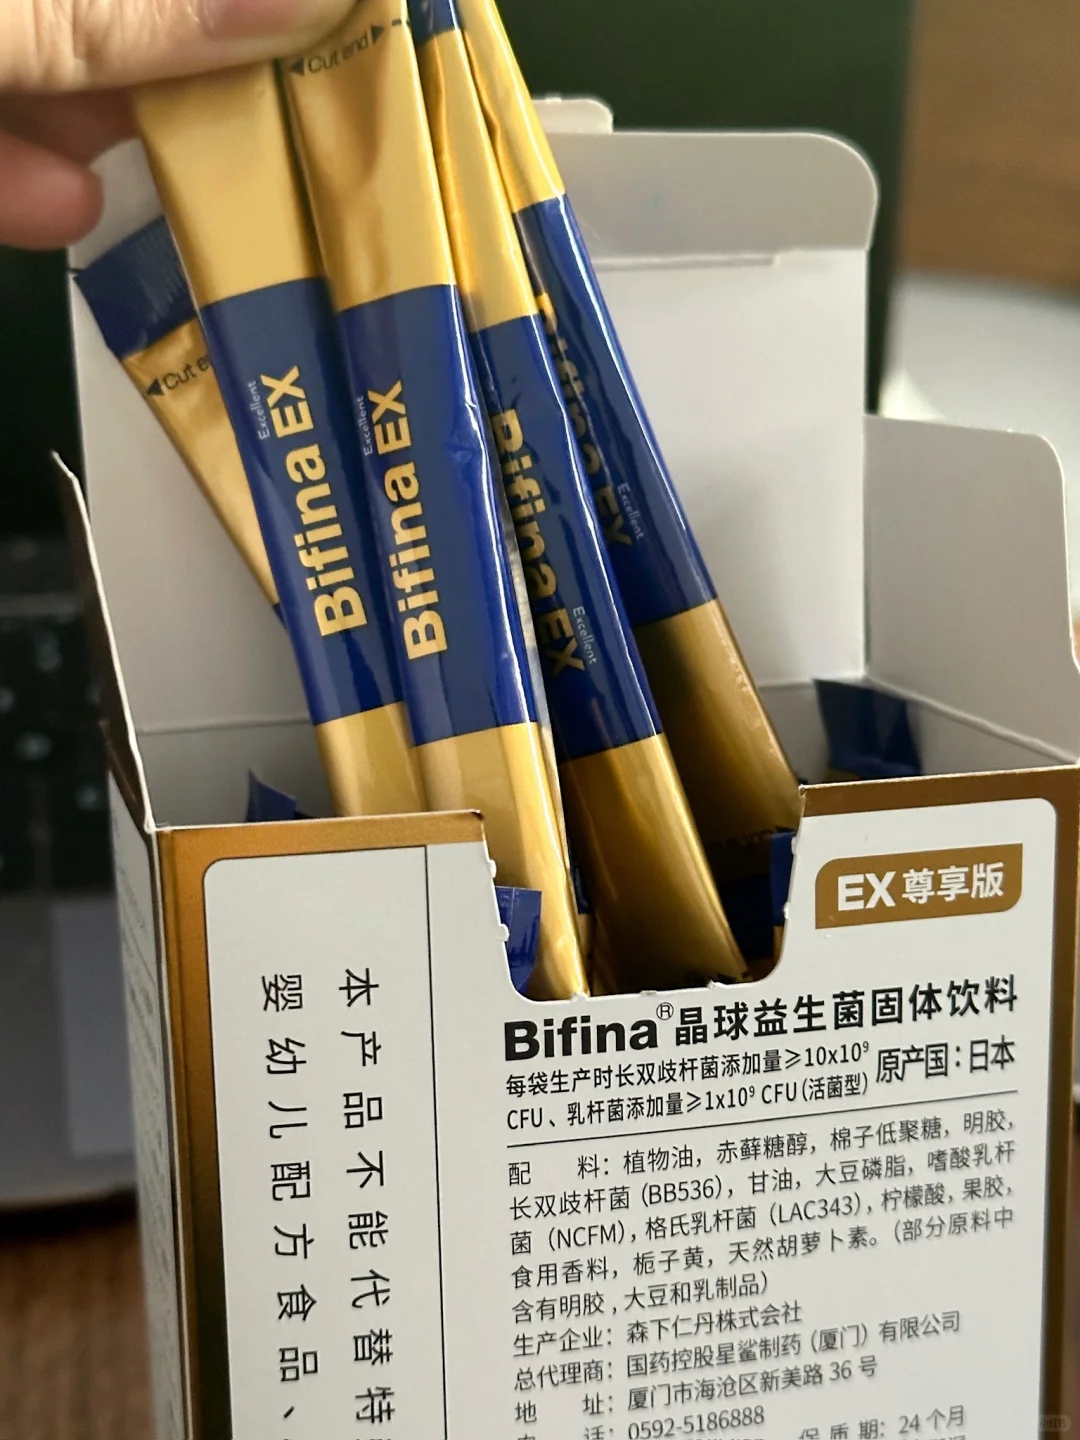 Cut end
Cut e
Bifina EX
Excellent
Bifina EX
Excellent
Bifina EX
Excellent
Bifina EX
Excellent
EX尊享版
Bifina®晶球益生菌固体饮料
每袋生产时长双歧杆菌添加量≥10x10⁹
CFU、乳杆菌添加量≥1x10⁹ CFU(活菌型)
原产国:日本
配 料:植物油,赤藓糖醇,棉子低聚糖,明胶,
长双歧杆菌(BB536),甘油,大豆磷脂,嗜酸乳杆
菌(NCFM),格氏乳杆菌(LAC343),柠檬酸,果胶,
食用香料,栀子黄,天然胡萝卜素。(部分原料中
含有明胶,大豆和乳制品)
生产企业:森下仁丹株式会社
总代理商:国药控股星鲨制药(厦门)有限公司
地 址:厦门市海沧区新美路 36 号
话:0592-5186888
保 质 期:24 个月
本产品不能代替特
婴幼儿配方食品、